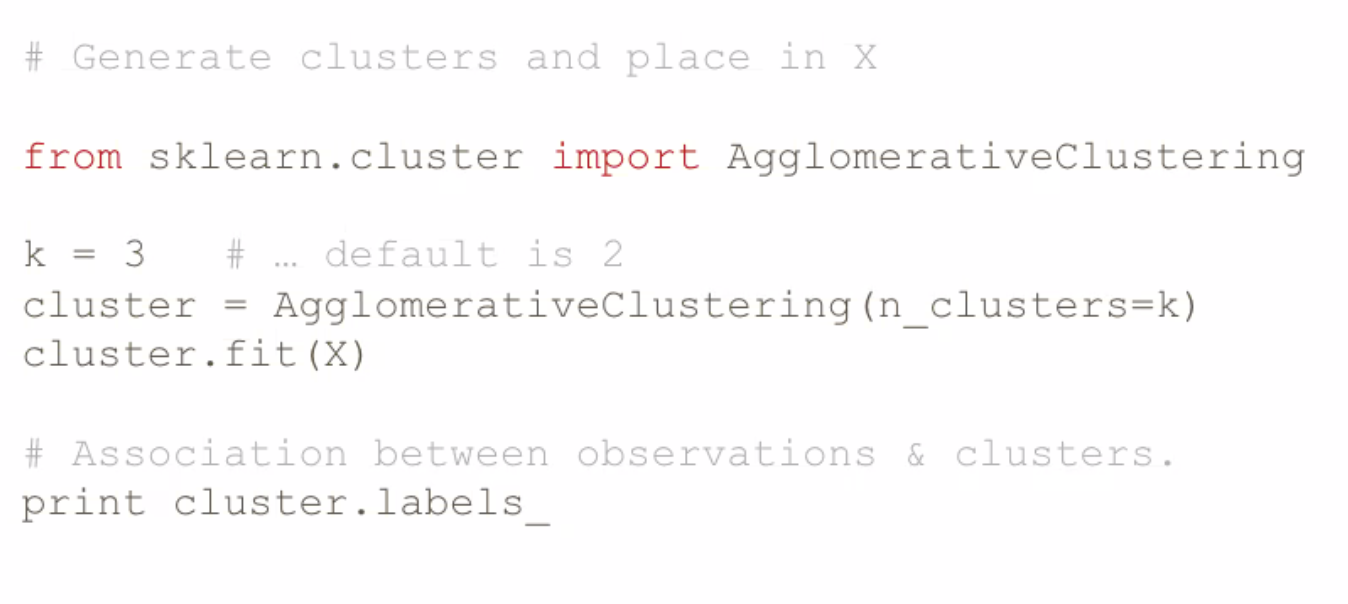 # Generate clusters and place in X
from sklearn.cluster import AgglomerativeClustering
k = 3   # … default is 2
cluster = AgglomerativeClustering(n_clusters=k)
cluster.fit(X)
# Association between observations & clusters.
print cluster.labels_